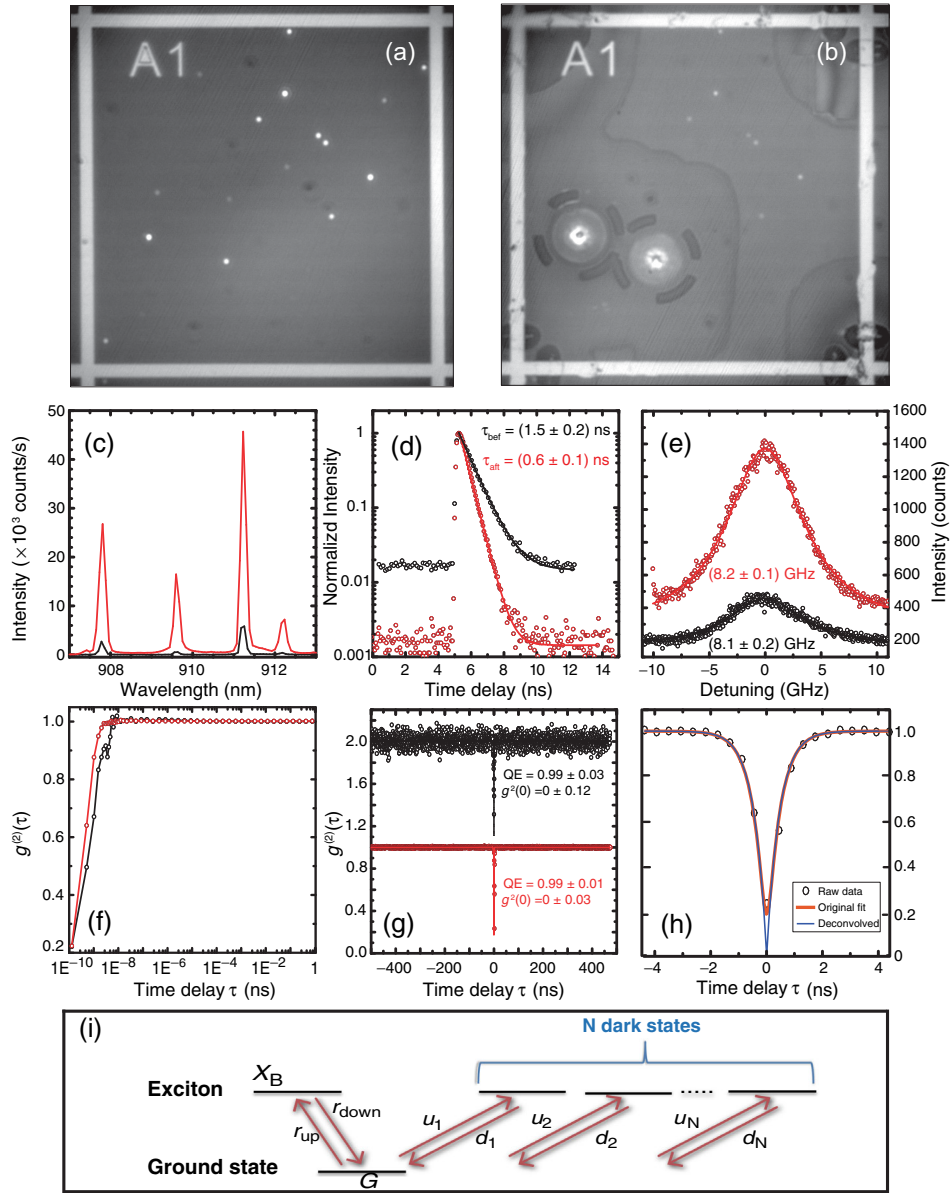 A1
(a)
A1
(b)
(c)
Intensity (× 10³ counts/s)
50
40
30
20
10
0
908
910
912
Wavelength (nm)
(d)
Normalizd Intensity
1
0.1
0.01
0.001
τbef = (1.5 ± 0.2) ns
τaft = (0.6 ± 0.1) ns
0 2 4 6 8 10 12 14
Time delay (ns)
(e)
1600
1400
1200
1000
800
600
400
200
Intensity (counts)
(8.2 ± 0.1) GHz
(8.1 ± 0.2) GHz
−10 −5 0 5 10
Detuning (GHz)
(f)
g(2)(τ)
1.0
0.8
0.6
0.4
0.2
1E−10 1E−8 1E−6 1E−4 1E−2 1
Time delay τ (ns)
(g)
g(2)(τ)
2.0
1.6
1.2
0.8
0.4
0.0
QE = 0.99 ± 0.03
g²(0) =0 ± 0.12
QE = 0.99 ± 0.01
g²(0) =0 ± 0.03
−400 −200 0 200 400
Time delay τ (ns)
(h)
1.0
0.8
0.6
0.4
0.2
0
Raw data
Original fit
Deconvolved
−4 −2 0 2 4
Time delay τ (ns)
(i)
N dark states
Exciton
XB
rup
rdown
u1
d1
u2
d2
uN
dN
Ground state
G